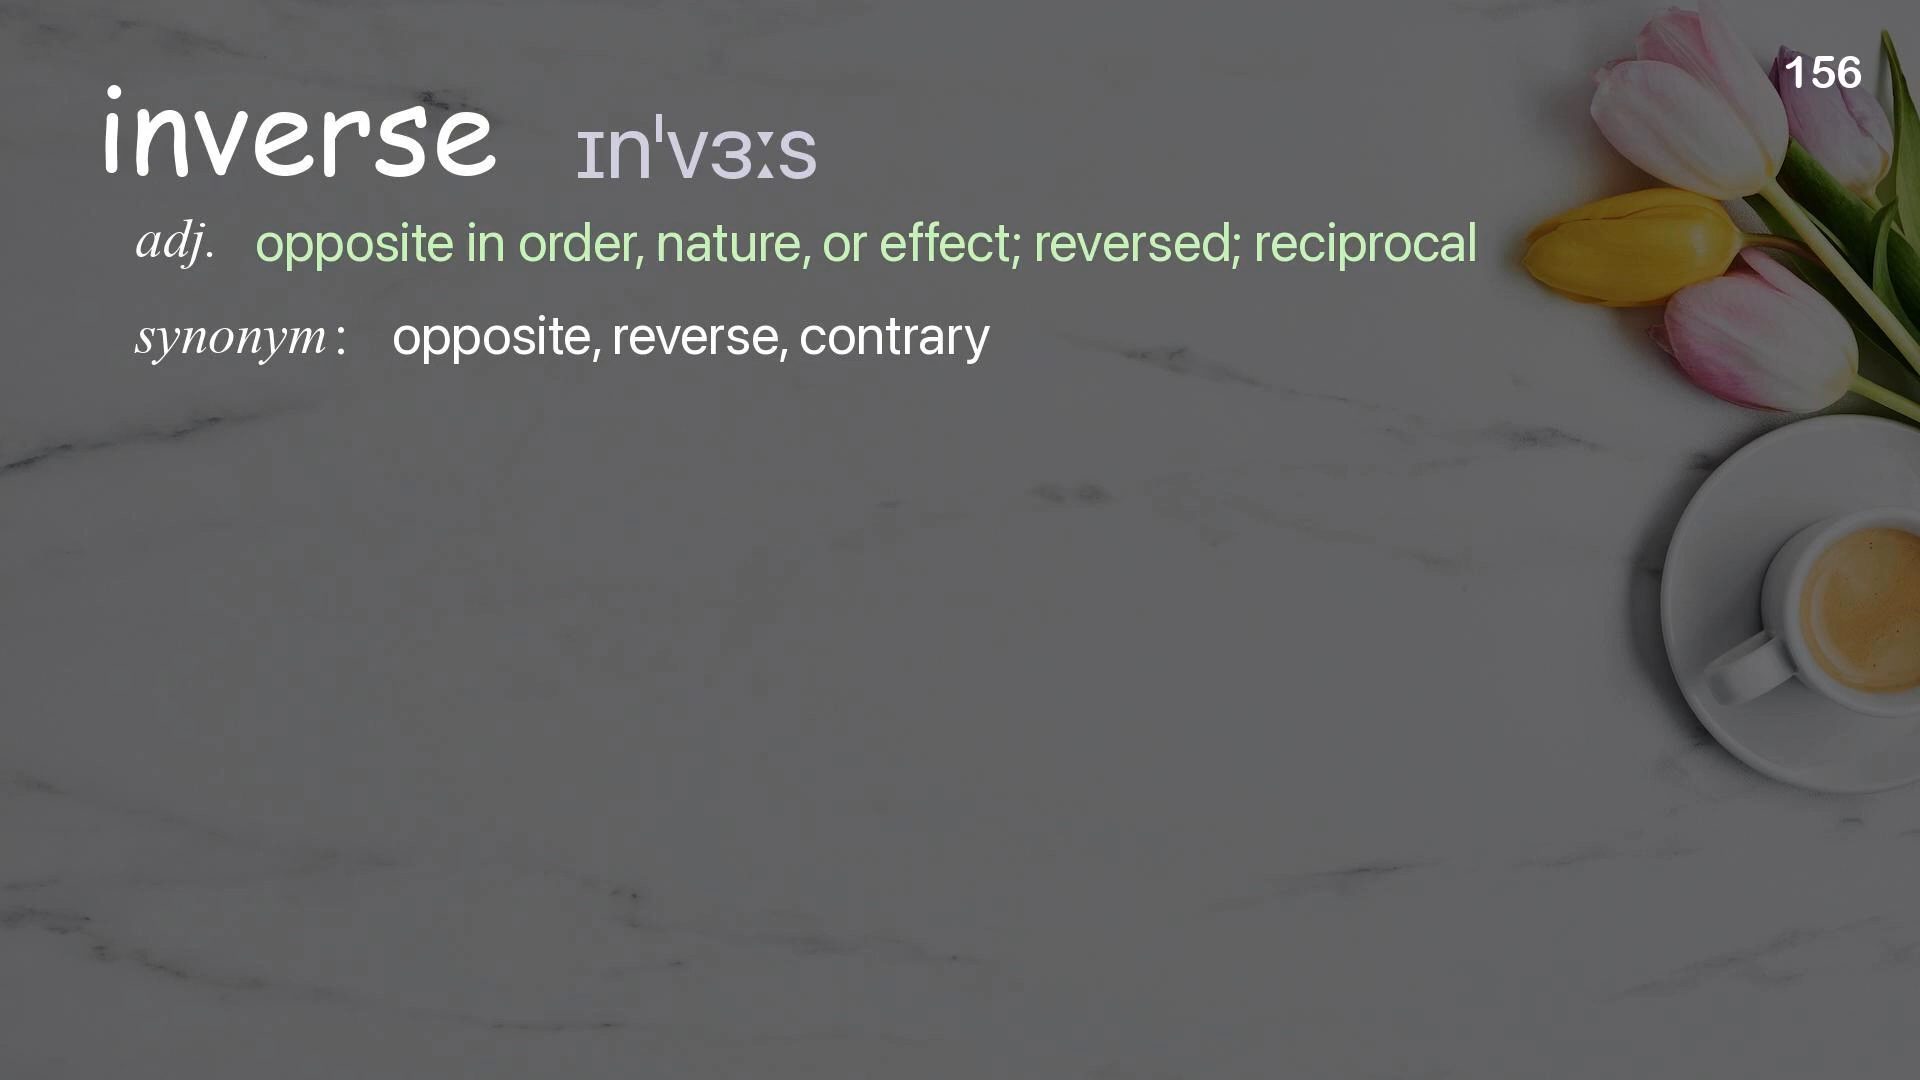 156
inverse ɪnˈvɜːs
adj. opposite in order, nature, or effect; reversed; reciprocal
synonym: opposite, reverse, contrary